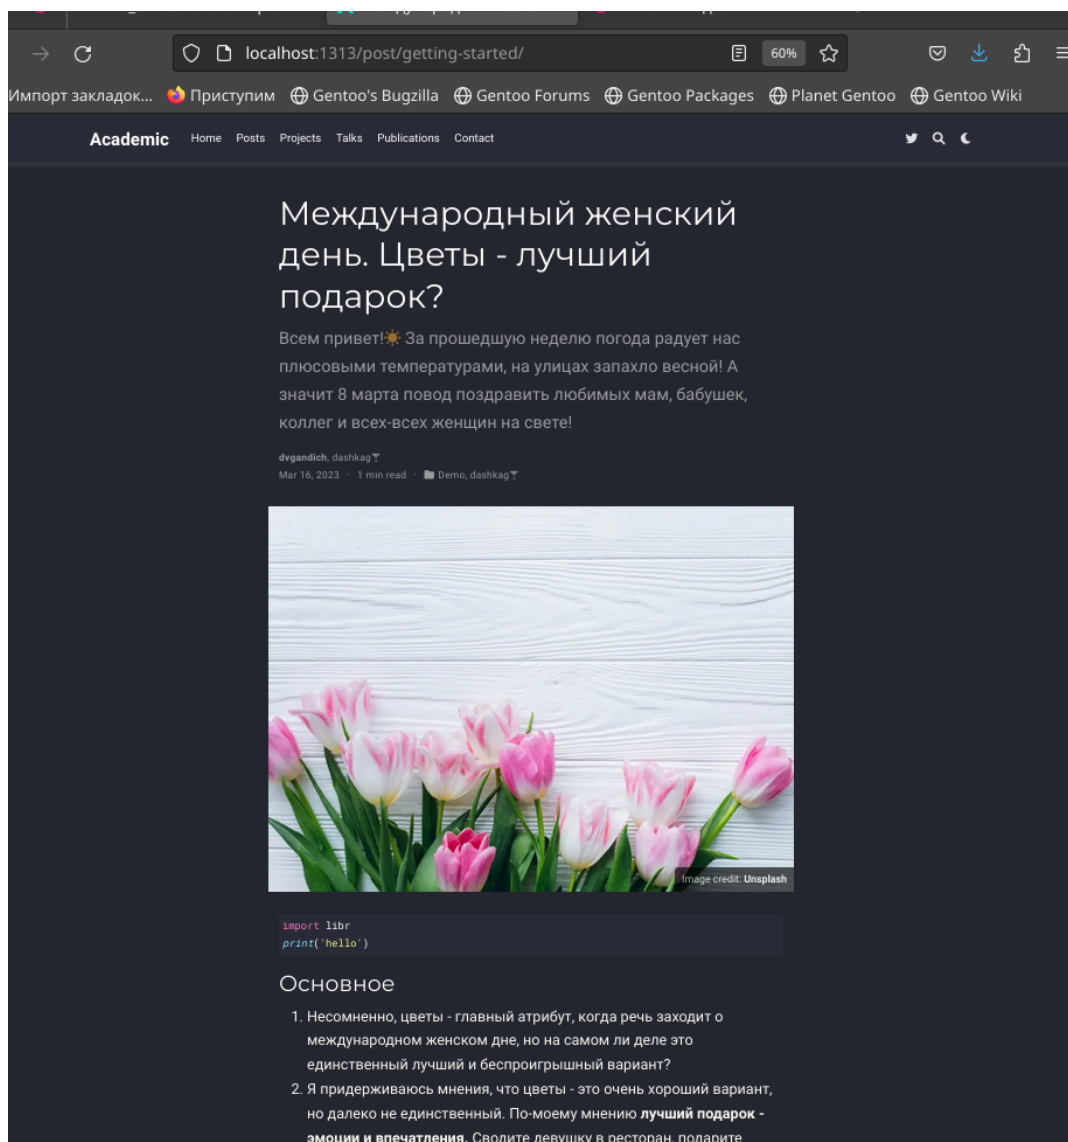 localhost:1313/post/getting-started/
60%
Импорт закладок...
Приступим
Gentoo's Bugzilla
Gentoo Forums
Gentoo Packages
Planet Gentoo
Gentoo Wiki
Academic
Home
Posts
Projects
Talks
Publications
Contact
Международный женский
день. Цветы - лучший
подарок?
Всем привет!☀ За прошедшую неделю погода радует нас
плюсовыми температурами, на улицах запахло весной! А
значит 8 марта повод поздравить любимых мам, бабушек,
коллег и всех-всех женщин на свете!
dvgandich, dashkag
Mar 16, 2023 · 1 min read · Demo, dashkag
Image credit: Unsplash
import libr
print('hello')
Основное
1. Несомненно, цветы - главный атрибут, когда речь заходит о
международном женском дне, но на самом ли деле это
единственный лучший и беспроигрышный вариант?
2. Я придерживаюсь мнения, что цветы - это очень хороший вариант,
но далеко не единственный. По-моему мнению лучший подарок -
эмоции и впечатления. Сводите девушку в ресторан, подарите